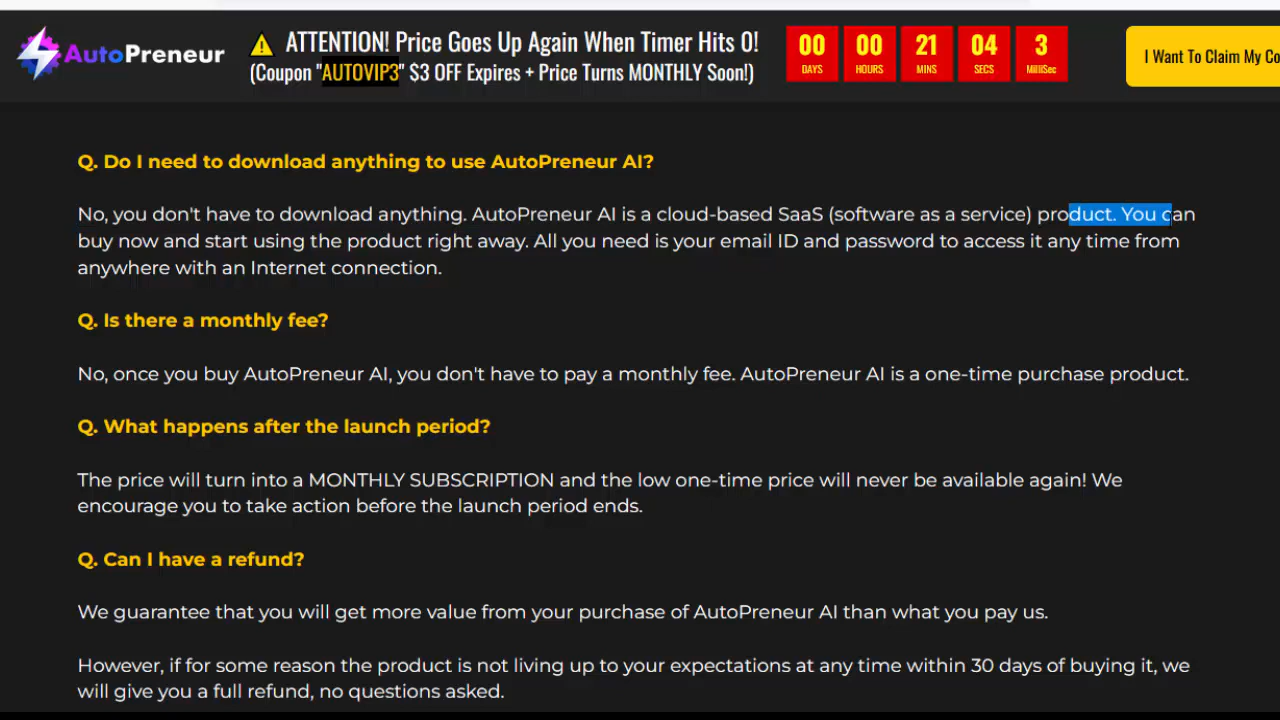 AutoPreneur
ATTENTION! Price Goes Up Again When Timer Hits 0!
(Coupon "AUTOVIP3" $3 OFF Expires + Price Turns MONTHLY Soon!)
00 00 21 04 3
DAYS HOURS MINS SECS MilliSec
I Want To Claim My Co
Q. Do I need to download anything to use AutoPreneur AI?
No, you don't have to download anything. AutoPreneur AI is a cloud-based SaaS (software as a service) product. You can
buy now and start using the product right away. All you need is your email ID and password to access it any time from
anywhere with an Internet connection.
Q. Is there a monthly fee?
No, once you buy AutoPreneur AI, you don't have to pay a monthly fee. AutoPreneur AI is a one-time purchase product.
Q. What happens after the launch period?
The price will turn into a MONTHLY SUBSCRIPTION and the low one-time price will never be available again! We
encourage you to take action before the launch period ends.
Q. Can I have a refund?
We guarantee that you will get more value from your purchase of AutoPreneur AI than what you pay us.
However, if for some reason the product is not living up to your expectations at any time within 30 days of buying it, we
will give you a full refund, no questions asked.